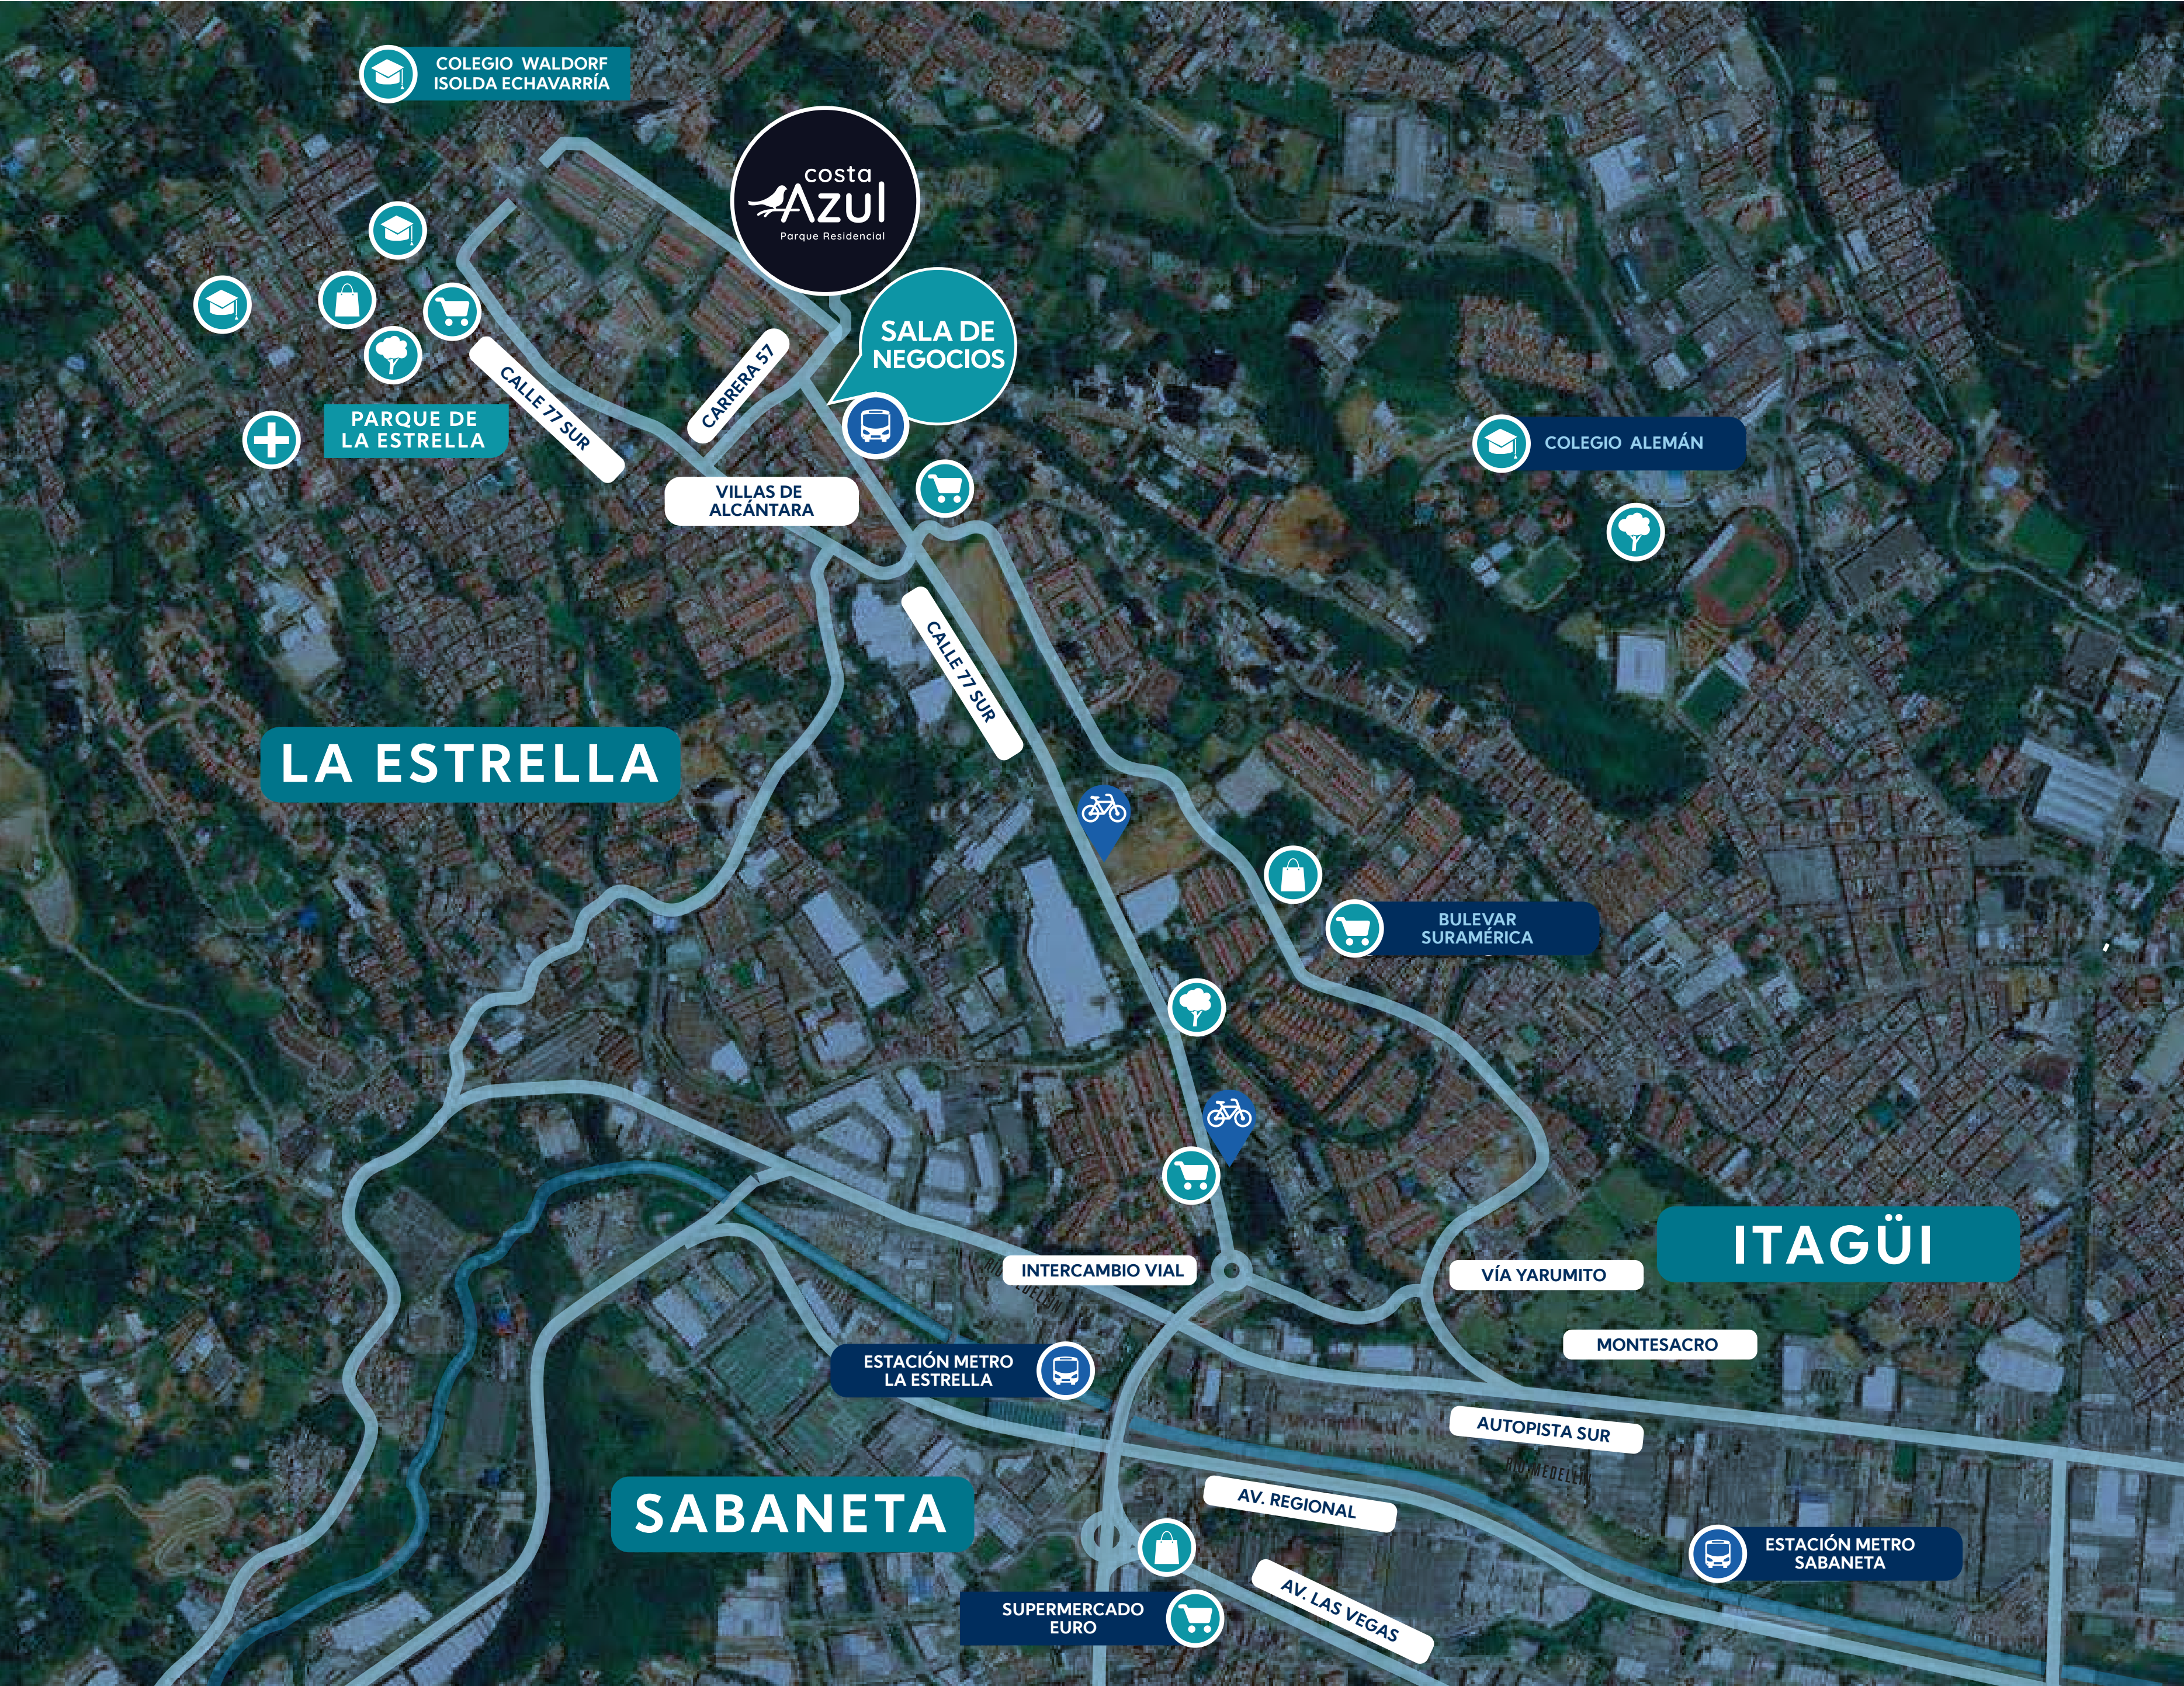 COLEGIO WALDORF
ISOLDA ECHAVARRÍA
costa
Azul
Parque Residencial
SALA DE
NEGOCIOS
CARRERA 57
CALLE 77 SUR
PARQUE DE
LA ESTRELLA
COLEGIO ALEMÁN
VILLAS DE
ALCÁNTARA
CALLE 77 SUR
LA ESTRELLA
BULEVAR
SURAMÉRICA
ITAGÜI
INTERCAMBIO VIAL
VÍA YARUMITO
MONTESACRO
ESTACIÓN METRO
LA ESTRELLA
AUTOPISTA SUR
RIO MEDELLIN
SABANETA
AV. REGIONAL
ESTACIÓN METRO
SABANETA
AV. LAS VEGAS
SUPERMERCADO
EURO